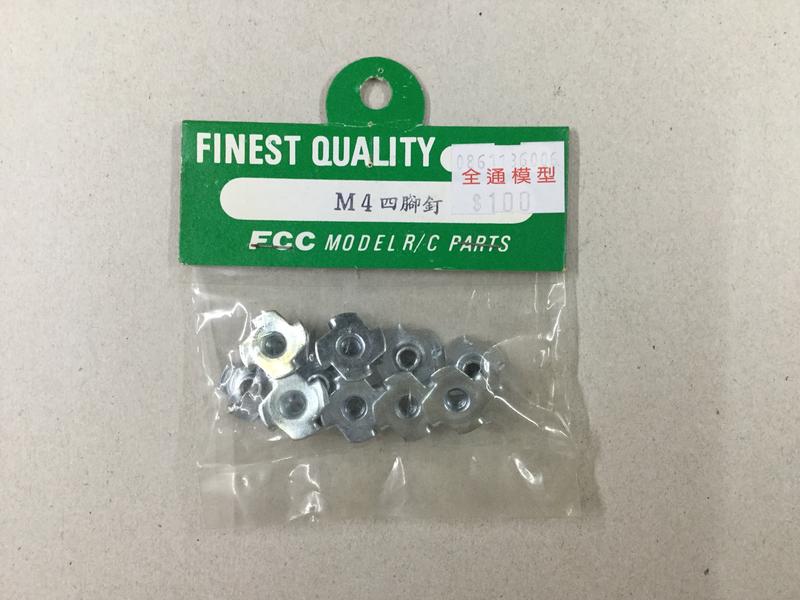 FINEST QUALITY
全通模型
M4四腳釘
$100
ECC MODEL R/C PARTS